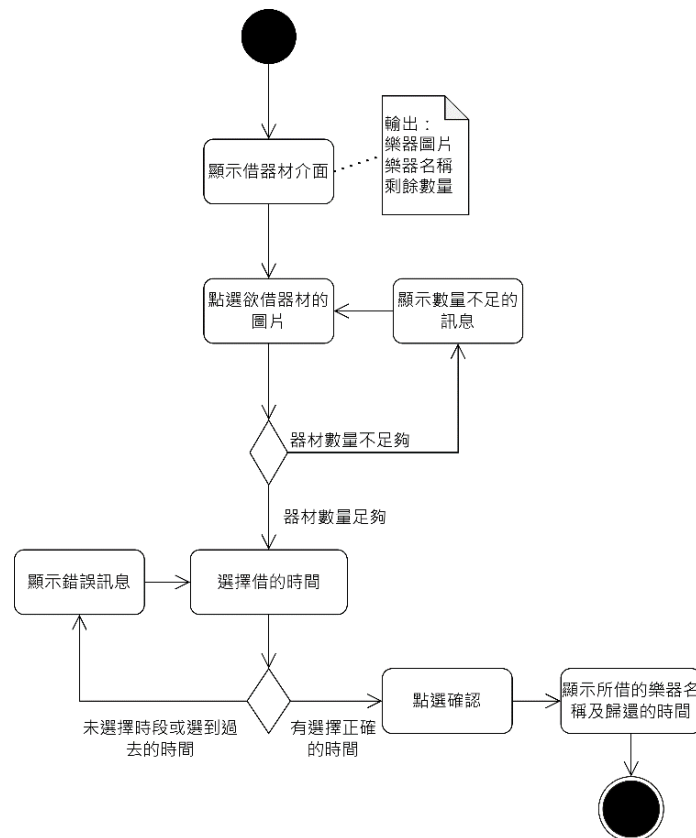 輸出：
樂器圖片
樂器名稱
剩餘數量
顯示借器材介面
點選欲借器材的
圖片
顯示數量不足的
訊息
器材數量不足夠
器材數量足夠
顯示錯誤訊息
選擇借的時間
未選擇時段或選到過
去的時間
有選擇正確
的時間
點選確認
顯示所借的樂器名
稱及歸還的時間